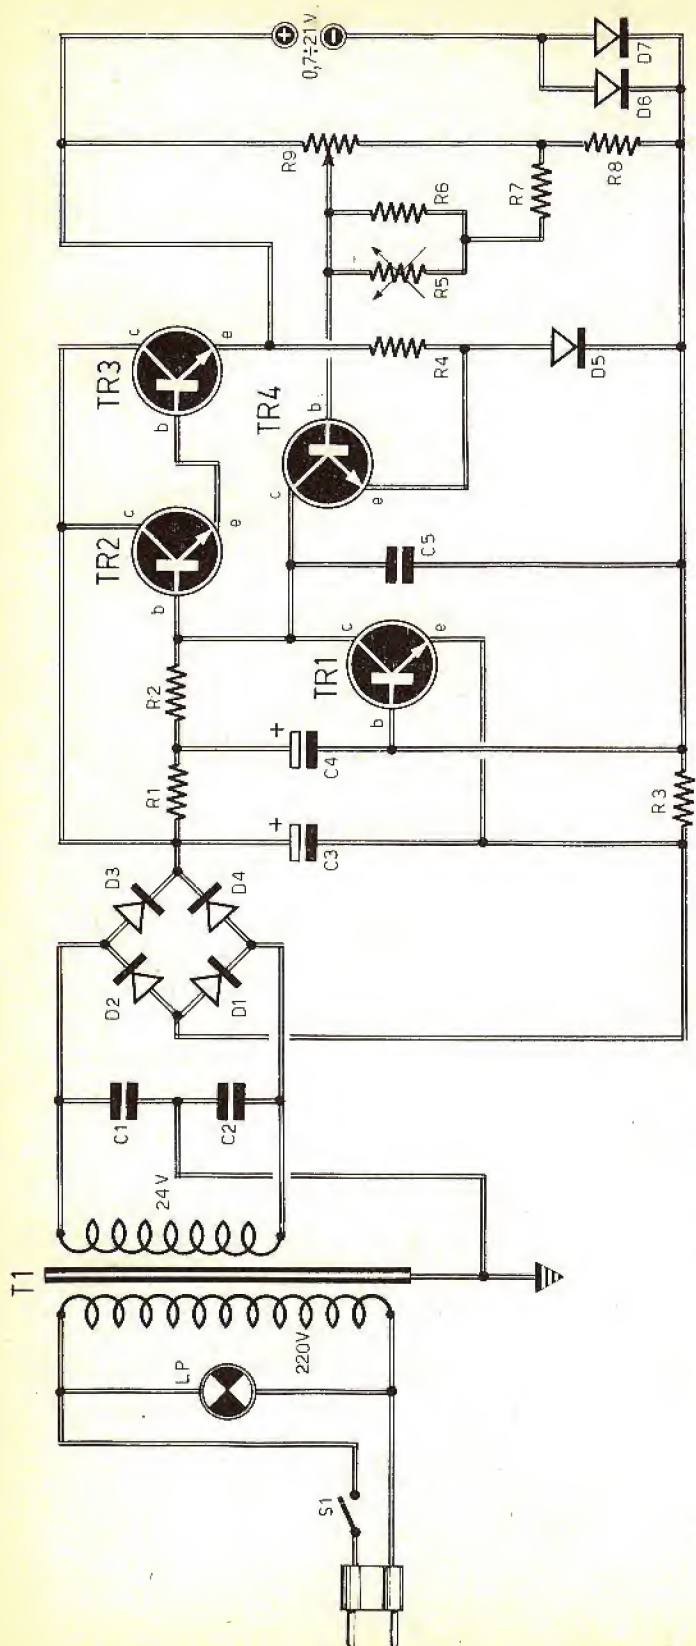 T1
S1
LP
220V
24V
C1
C2
D2
D3
D1
D4
R1
R2
C3
+
C4
+
TR1
b
c
e
TR2
b
c
e
TR3
b
c
e
TR4
b
c
e
C5
R3
R4
D5
R5
R6
R7
R8
R9
D6
D7
+
−
0,7÷21V